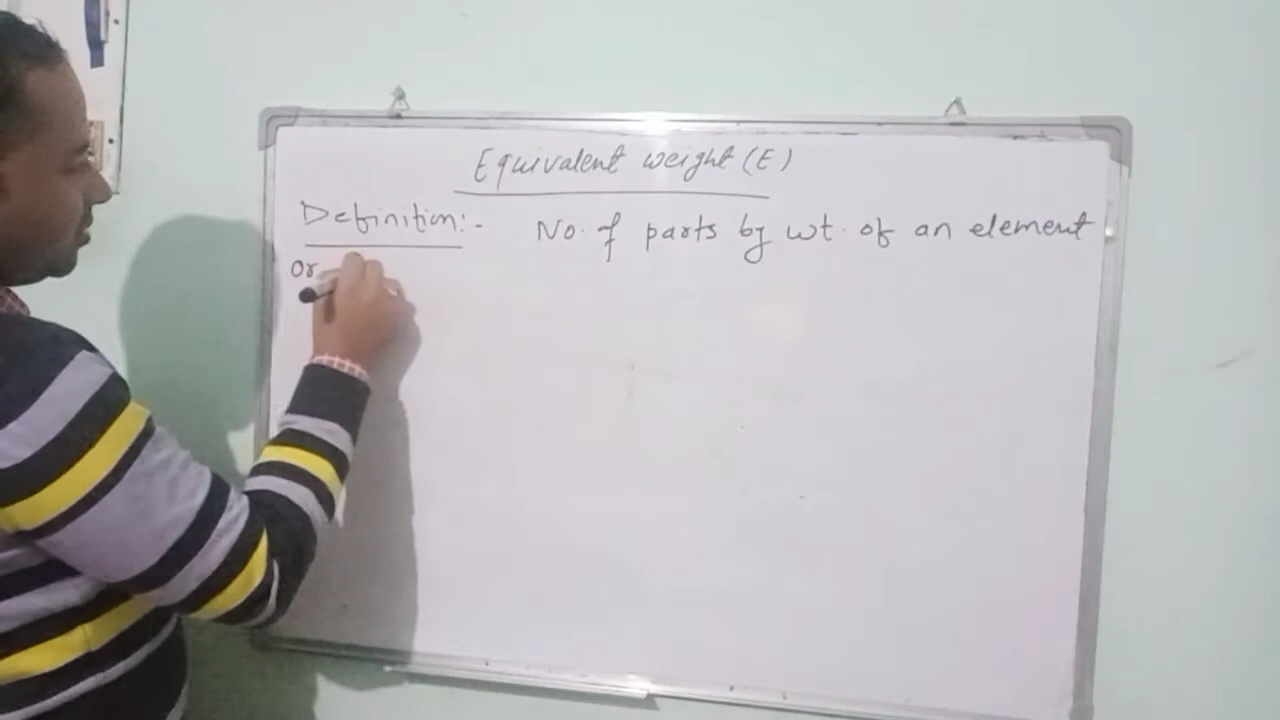 Equivalent weight (E)
Definition:- No. of parts by wt. of an element
or